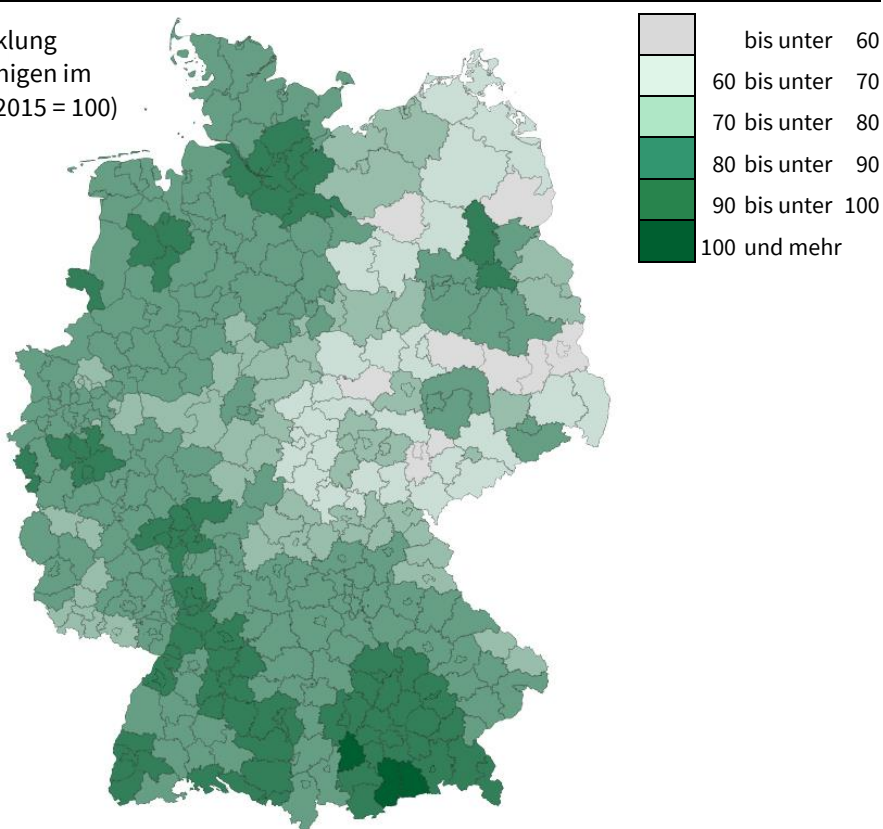 klung
nigen im
2015 = 100)
bis unter 60
60 bis unter 70
70 bis unter 80
80 bis unter 90
90 bis unter 100
100 und mehr